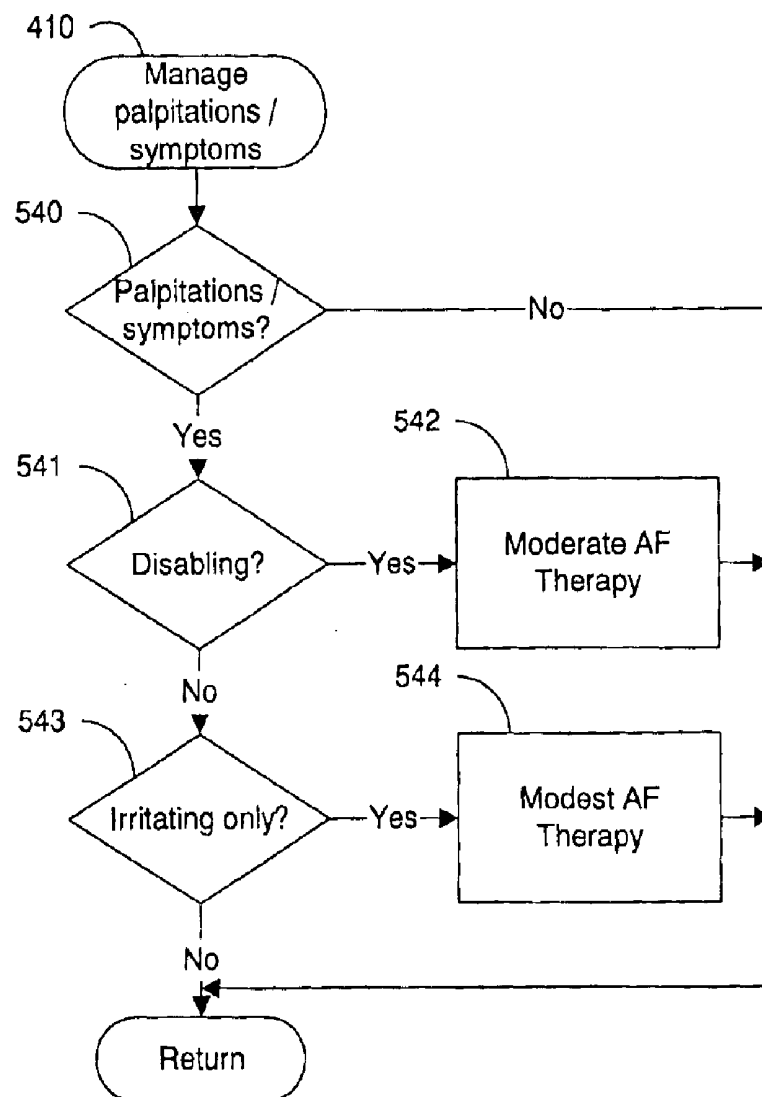 410
Manage
palpitations /
symptoms
540
Palpitations /
symptoms?
No
Yes
541
Disabling?
Yes
542
Moderate AF
Therapy
No
543
Irritating only?
Yes
544
Modest AF
Therapy
No
Return